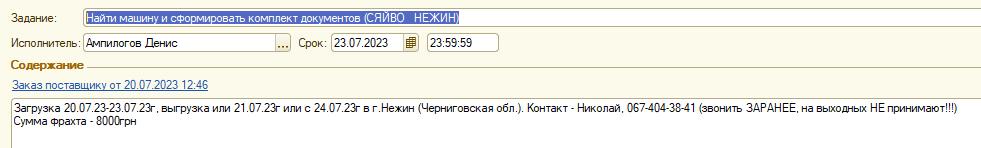 Задание: Найти машину и сформировать комплект документов (СЯЙВО НЕЖИН)
Исполнитель: Ампилогов Денис ... Срок: 23.07.2023 23:59:59
Содержание
Заказ поставщику от 20.07.2023 12:46
Загрузка 20.07.23-23.07.23г, выгрузка или 21.07.23г или с 24.07.23г в г.Нежин (Черниговская обл.). Контакт - Николай, 067-404-38-41 (звонить ЗАРАНЕЕ, на выходных НЕ принимают!!!)
Сумма фрахта - 8000грн